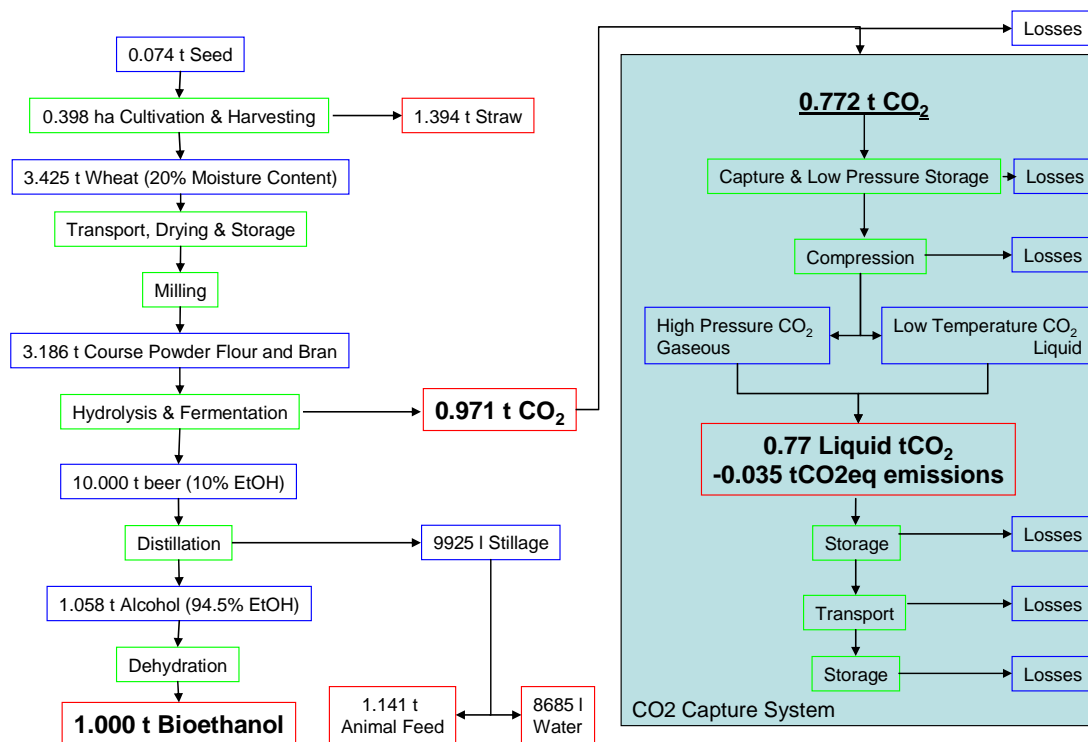 0.074 t Seed
0.398 ha Cultivation & Harvesting
1.394 t Straw
3.425 t Wheat (20% Moisture Content)
Transport, Drying & Storage
Milling
3.186 t Course Powder Flour and Bran
Hydrolysis & Fermentation
0.971 t CO2
10.000 t beer (10% EtOH)
Distillation
9925 l Stillage
1.058 t Alcohol (94.5% EtOH)
Dehydration
1.000 t Bioethanol
1.141 t
Animal Feed
8685 l
Water
Losses
0.772 t CO2
Capture & Low Pressure Storage
Losses
Compression
Losses
High Pressure CO2
Gaseous
Low Temperature CO2
Liquid
0.77 Liquid tCO2
-0.035 tCO2eq emissions
Storage
Losses
Transport
Losses
Storage
Losses
CO2 Capture System